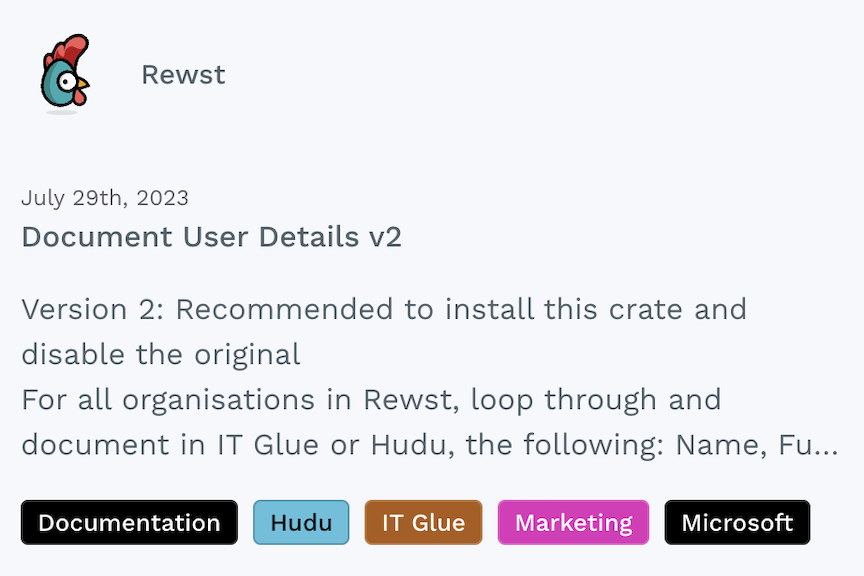 Rewst
July 29th, 2023
Document User Details v2
Version 2: Recommended to install this crate and
disable the original
For all organisations in Rewst, loop through and
document in IT Glue or Hudu, the following: Name, Fu...
Documentation
Hudu
IT Glue
Marketing
Microsoft